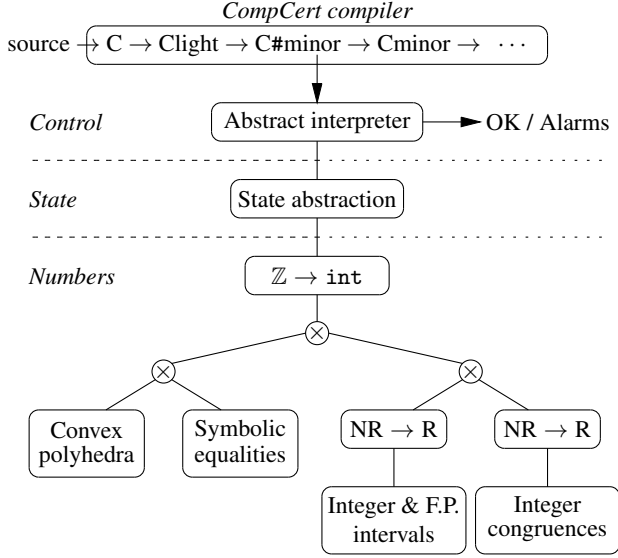 CompCert compiler
source → C → Clight → C#minor → Cminor → ···
Control
Abstract interpreter
OK / Alarms
State
State abstraction
Numbers
ℤ → int
⊗
⊗
⊗
Convex
polyhedra
Symbolic
equalities
NR → R
NR → R
Integer & F.P.
intervals
Integer
congruences